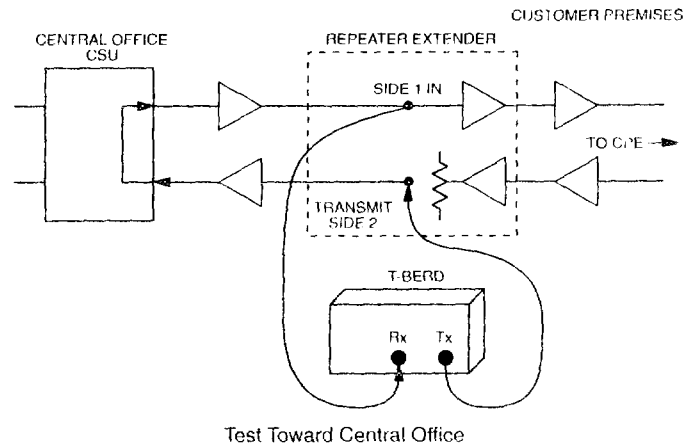 CUSTOMER PREMISES
CENTRAL OFFICE
CSU
REPEATER EXTENDER
SIDE 1 IN
TO CPE
TRANSMIT
SIDE 2
T-BERD
Rx
Tx
Test Toward Central Office